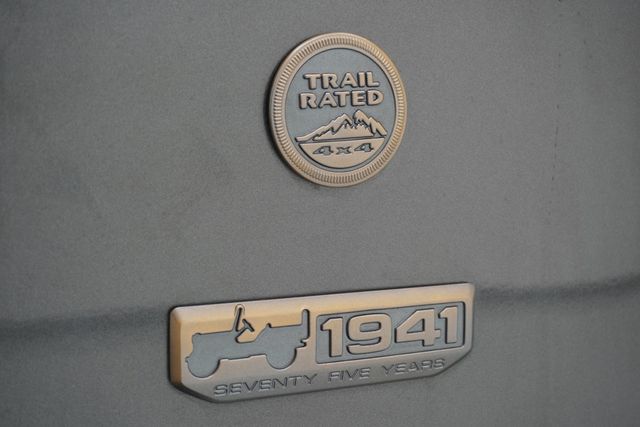 TRAIL
RATED
4x4
1941
SEVENTY FIVE YEARS